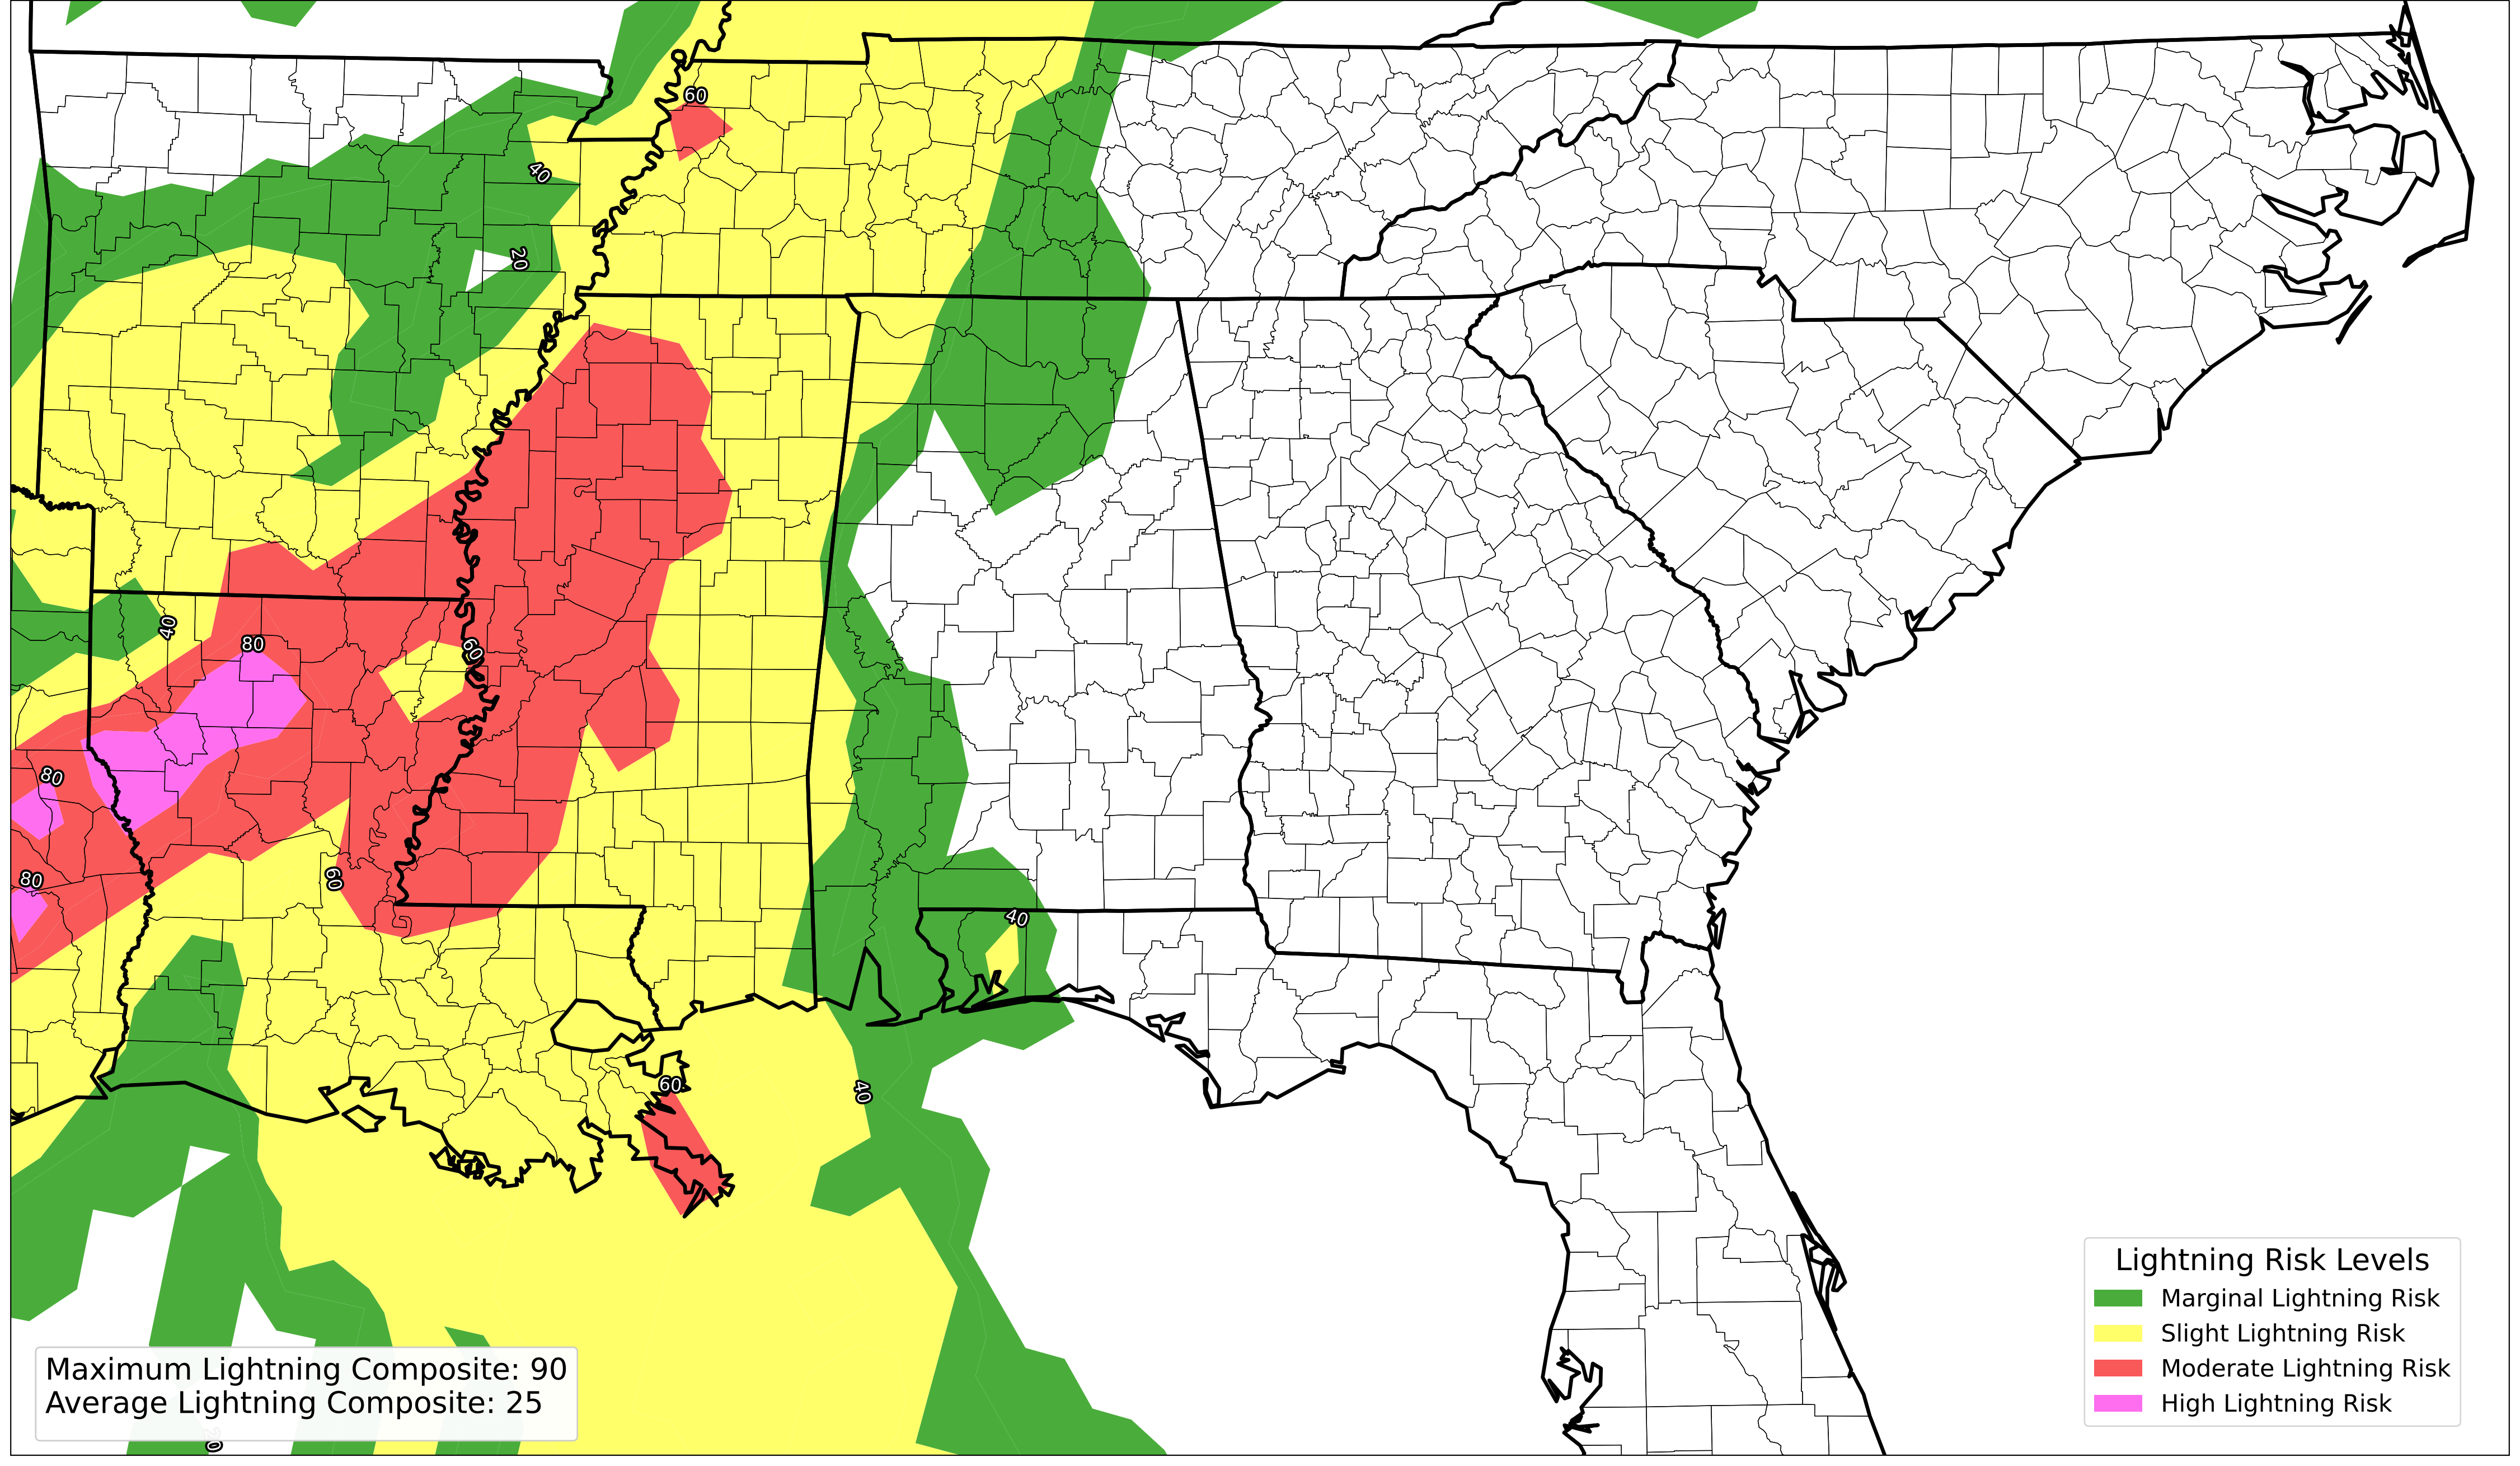 60
40
20
40
80
60
80
80
60
40
60
40
20
Lightning Risk Levels
Marginal Lightning Risk
Slight Lightning Risk
Moderate Lightning Risk
High Lightning Risk
Maximum Lightning Composite: 90
Average Lightning Composite: 25